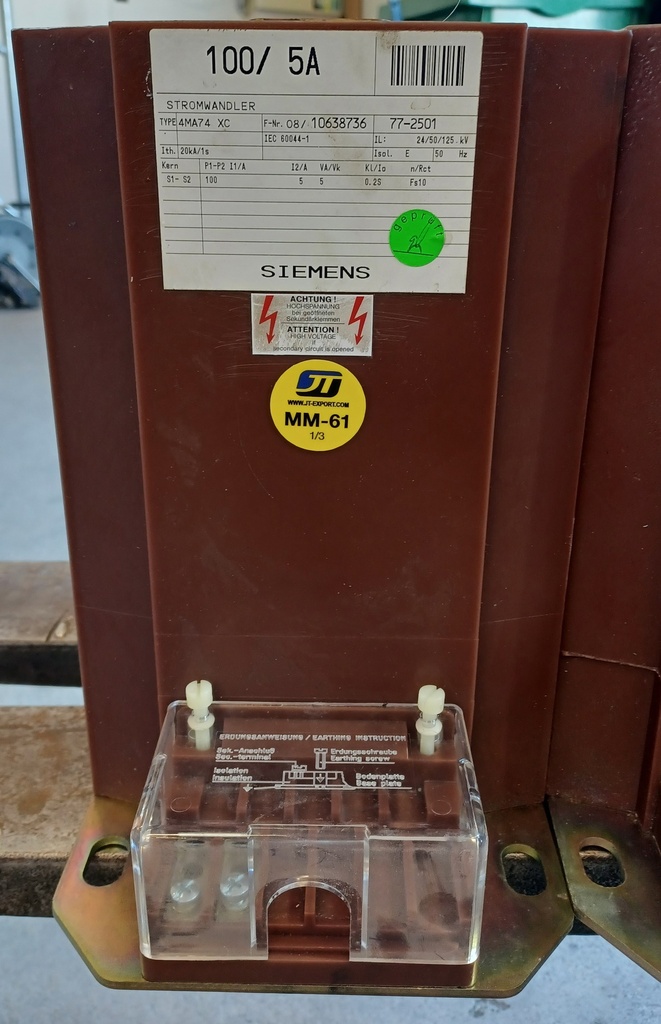 100/ 5A
STROMWANDLER
TYPE 4MA74 XC F-Nr. 08/ 10638736 77-2501
IEC 60044-1 IL: 24/50/125 kV
Ith. 20kA/1s Isol. E 50 Hz
Kern P1-P2 I1/A I2/A VA/Vk Kl/Io n/Rct
S1- S2 100 5 5 0.2S Fs10
geprüft
SIEMENS
ACHTUNG!
HOCHSPANNUNG
bei geöffneten
Sekundärklemmen
ATTENTION!
HIGH VOLTAGE
if
secondary circuit is opened
JT
WWW.JT-EXPORT.COM
MM-61
1/3
ERDUNGSANWEISUNG / EARTHING INSTRUCTION
Sek.-Anschluß Erdungsschraube
Sec.-terminal Earthing screw
Isolation Bodenplatte
Insulation Base plate